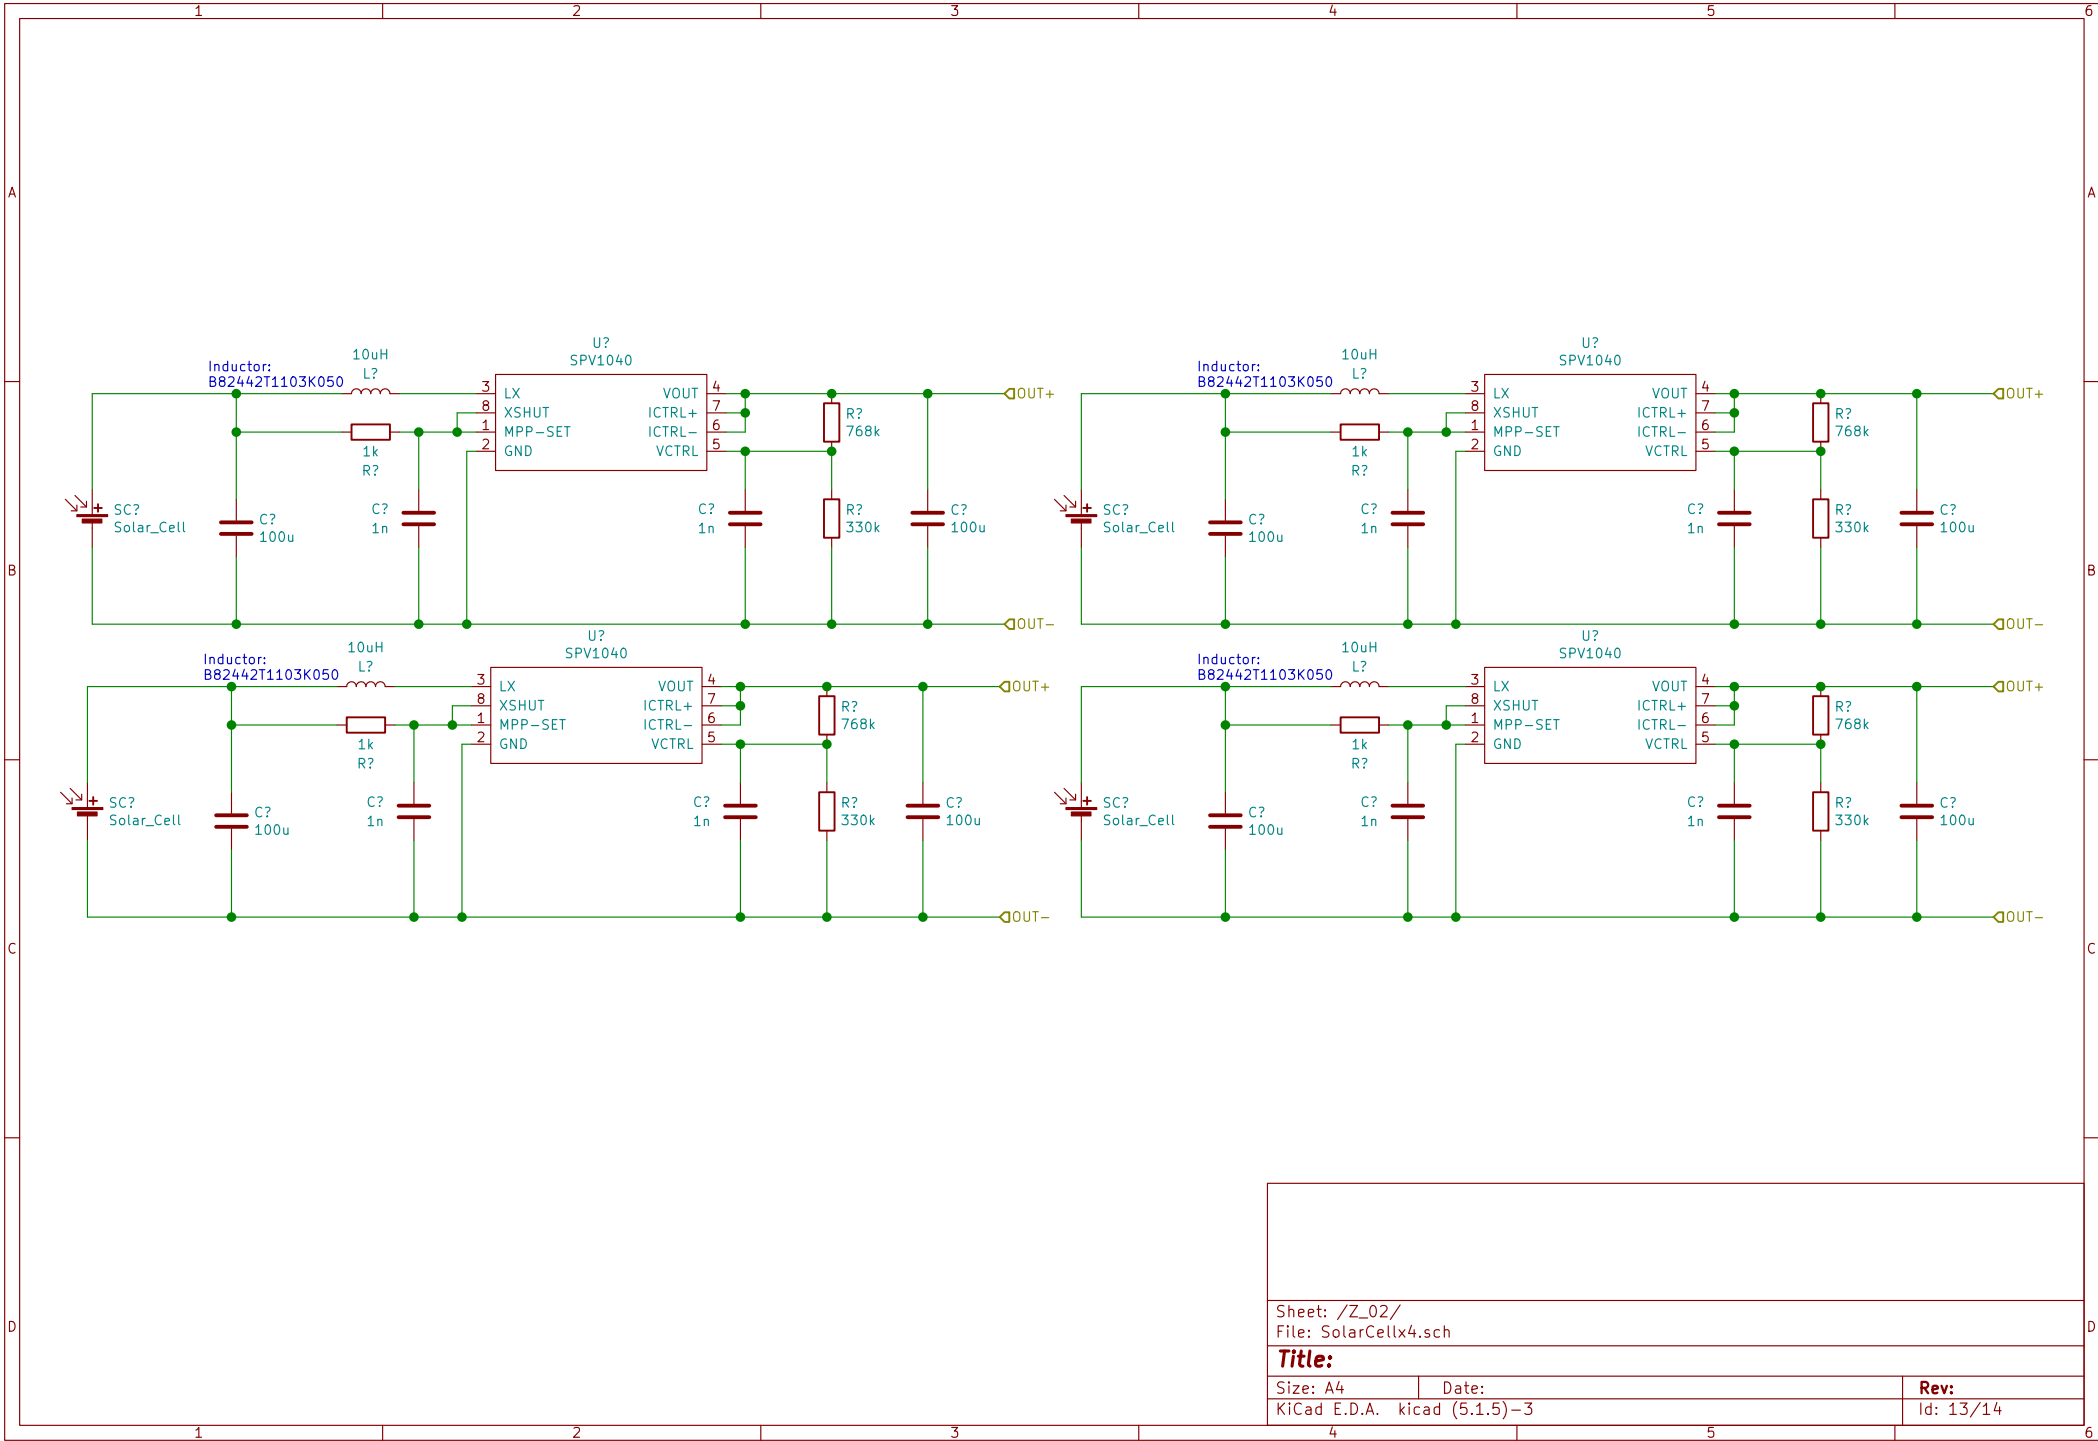 1 2 3 4 5 6
A A
B B
C C
D D
Inductor:
B82442T1103K050
10uH
L?
U?
SPV1040
3 LX VOUT 4
8 XSHUT ICTRL+ 7
1 MPP-SET ICTRL- 6
2 GND VCTRL 5
1k
R?
R?
768k
SC?
Solar_Cell
C?
100u
C?
1n
C?
1n
R?
330k
C?
100u
OUT+
OUT-
Inductor:
B82442T1103K050
10uH
L?
U?
SPV1040
3 LX VOUT 4
8 XSHUT ICTRL+ 7
1 MPP-SET ICTRL- 6
2 GND VCTRL 5
1k
R?
R?
768k
SC?
Solar_Cell
C?
100u
C?
1n
C?
1n
R?
330k
C?
100u
OUT+
OUT-
Inductor:
B82442T1103K050
10uH
L?
U?
SPV1040
3 LX VOUT 4
8 XSHUT ICTRL+ 7
1 MPP-SET ICTRL- 6
2 GND VCTRL 5
1k
R?
R?
768k
SC?
Solar_Cell
C?
100u
C?
1n
C?
1n
R?
330k
C?
100u
OUT+
OUT-
Inductor:
B82442T1103K050
10uH
L?
U?
SPV1040
3 LX VOUT 4
8 XSHUT ICTRL+ 7
1 MPP-SET ICTRL- 6
2 GND VCTRL 5
1k
R?
R?
768k
SC?
Solar_Cell
C?
100u
C?
1n
C?
1n
R?
330k
C?
100u
OUT+
OUT-
Sheet: /Z_02/
File: SolarCellx4.sch
Title:
Size: A4 Date: Rev:
KiCad E.D.A. kicad (5.1.5)-3 Id: 13/14
1 2 3 4 5 6